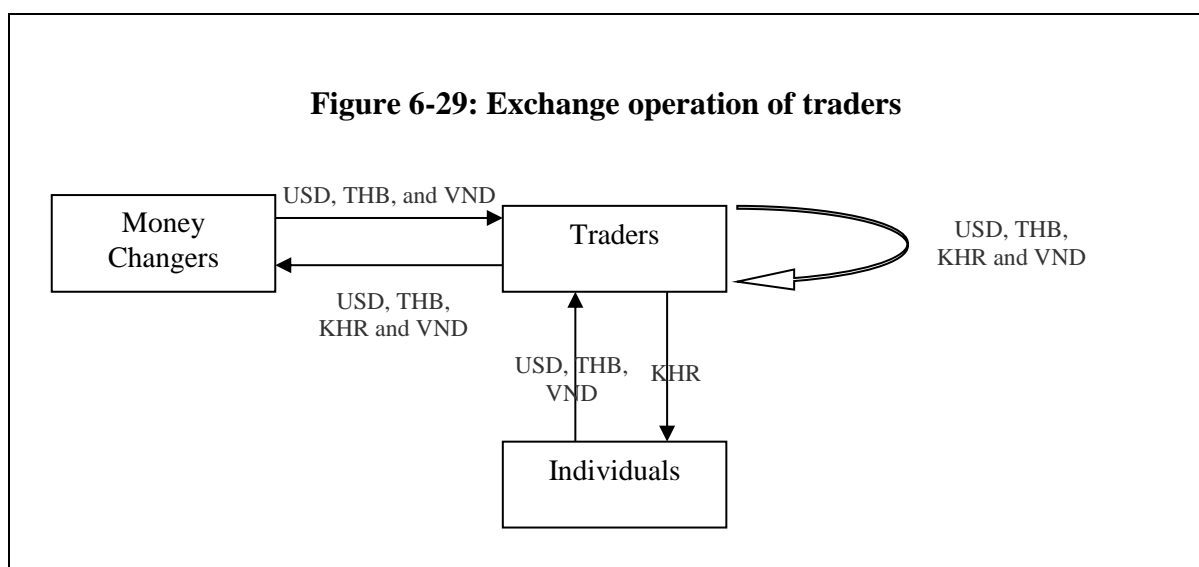 Figure 6-29: Exchange operation of traders
USD, THB, and VND
Money
Changers
Traders
USD, THB,
KHR and VND
USD, THB,
KHR and VND
USD, THB,
VND
KHR
Individuals